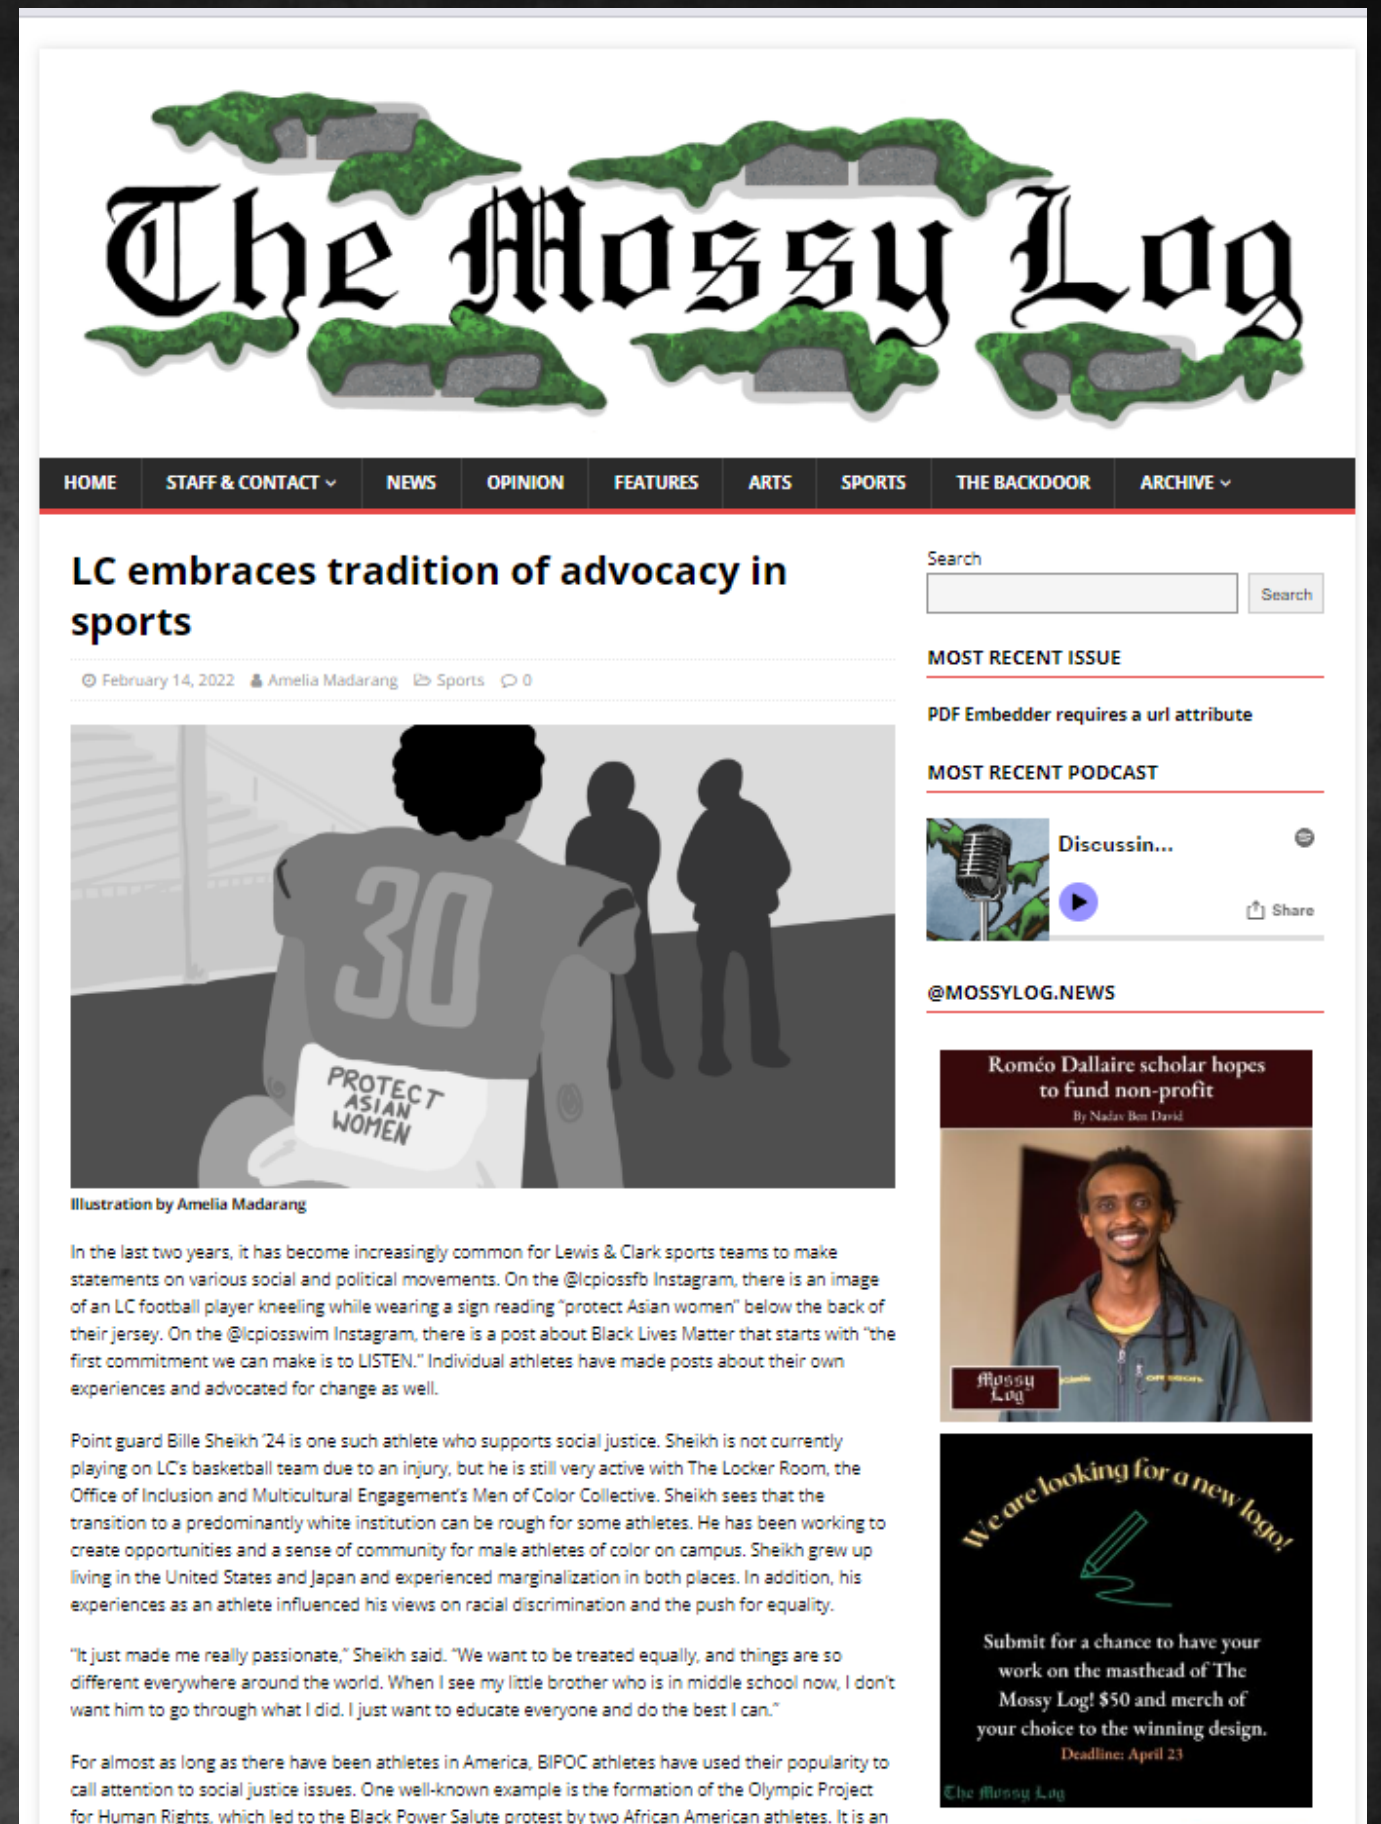 The Mossy Log
HOME
STAFF & CONTACT
NEWS
OPINION
FEATURES
ARTS
SPORTS
THE BACKDOOR
ARCHIVE
LC embraces tradition of advocacy in
sports
February 14, 2022 Amelia Madarang Sports 0
30
PROTECT
ASIAN
WOMEN
Illustration by Amelia Madarang
In the last two years, it has become increasingly common for Lewis & Clark sports teams to make
statements on various social and political movements. On the @lcpiossfb Instagram, there is an image
of an LC football player kneeling while wearing a sign reading “protect Asian women” below the back of
their jersey. On the @lcpiosswim Instagram, there is a post about Black Lives Matter that starts with “the
first commitment we can make is to LISTEN.” Individual athletes have made posts about their own
experiences and advocated for change as well.
Point guard Bille Sheikh ’24 is one such athlete who supports social justice. Sheikh is not currently
playing on LC’s basketball team due to an injury, but he is still very active with The Locker Room, the
Office of Inclusion and Multicultural Engagement’s Men of Color Collective. Sheikh sees that the
transition to a predominantly white institution can be rough for some athletes. He has been working to
create opportunities and a sense of community for male athletes of color on campus. Sheikh grew up
living in the United States and Japan and experienced marginalization in both places. In addition, his
experiences as an athlete influenced his views on racial discrimination and the push for equality.
“It just made me really passionate,” Sheikh said. “We want to be treated equally, and things are so
different everywhere around the world. When I see my little brother who is in middle school now, I don’t
want him to go through what I did. I just want to educate everyone and do the best I can.”
For almost as long as there have been athletes in America, BIPOC athletes have used their popularity to
call attention to social justice issues. One well-known example is the formation of the Olympic Project
for Human Rights, which led to the Black Power Salute protest by two African American athletes. It is an
Search
Search
MOST RECENT ISSUE
PDF Embedder requires a url attribute
MOST RECENT PODCAST
Discussin...
Share
@MOSSYLOG.NEWS
Roméo Dallaire scholar hopes
to fund non-profit
By Nadav Ben David
Mossy
Log
We are looking for a new logo!
Submit for a chance to have your
work on the masthead of The
Mossy Log! $50 and merch of
your choice to the winning design.
Deadline: April 23
The Mossy Log